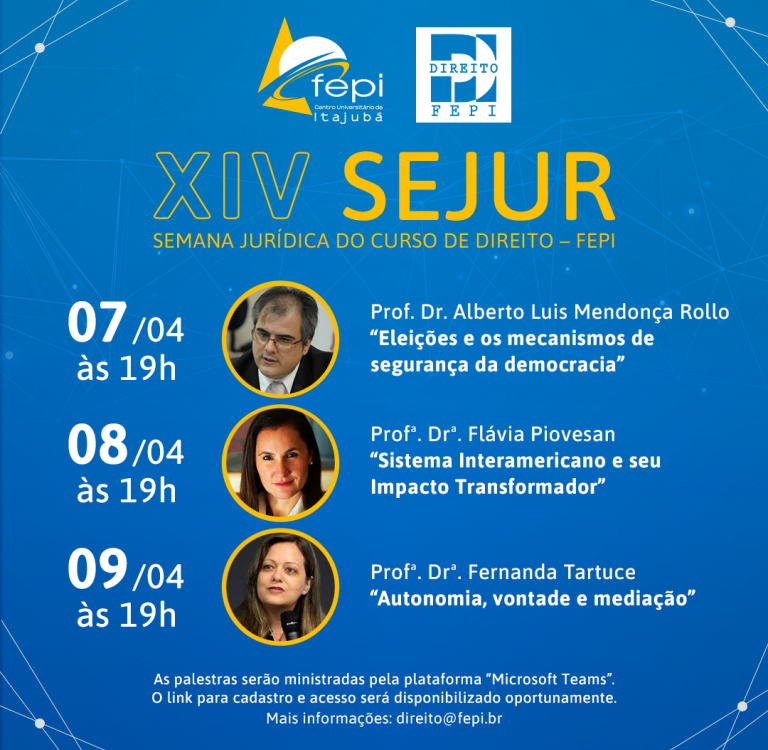 fepi
Centro Universitário de
Itajubá
DIREITO
FEPI
XIV SEJUR
SEMANA JURÍDICA DO CURSO DE DIREITO – FEPI
07/04
às 19h
Prof. Dr. Alberto Luis Mendonça Rollo
“Eleições e os mecanismos de
segurança da democracia”
08/04
às 19h
Profª. Drª. Flávia Piovesan
“Sistema Interamericano e seu
Impacto Transformador”
09/04
às 19h
Profª. Drª. Fernanda Tartuce
“Autonomia, vontade e mediação”
As palestras serão ministradas pela plataforma “Microsoft Teams”.
O link para cadastro e acesso será disponibilizado oportunamente.
Mais informações: direito@fepi.br